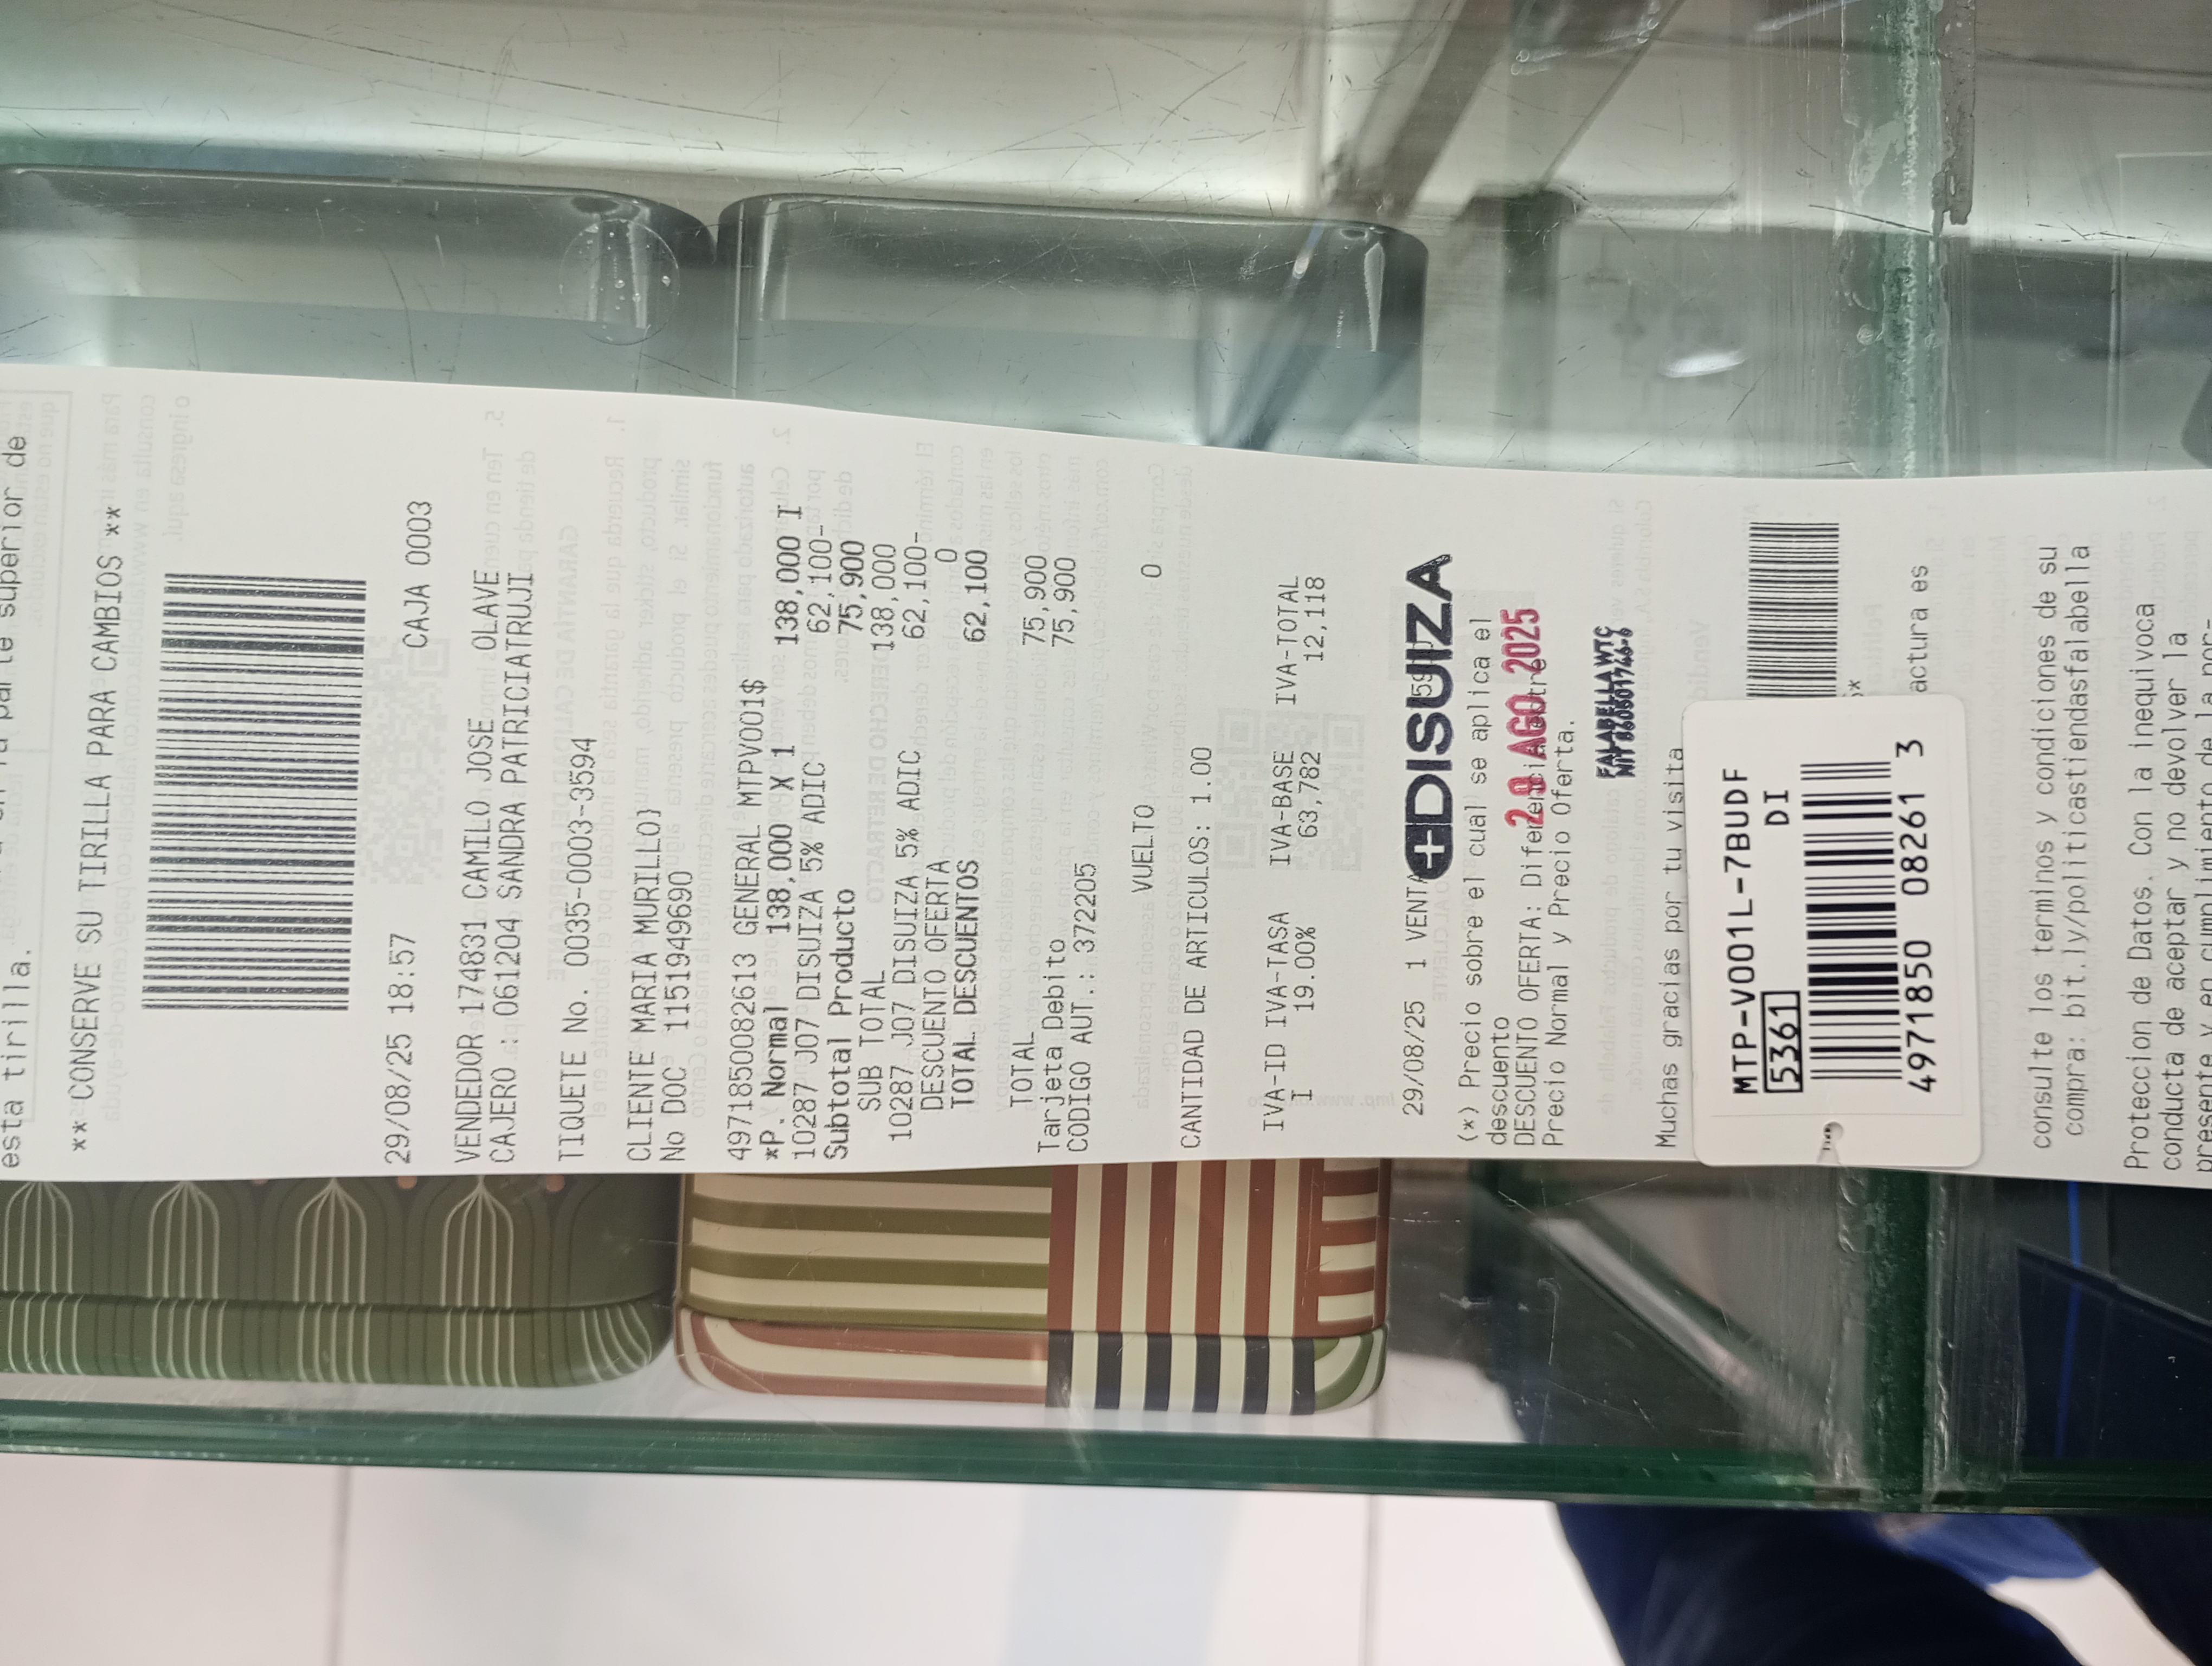 esta tirilla.
** CONSERVE SU TIRILLA PARA CAMBIOS **
29/08/25 18:57 CAJA 0003
VENDEDOR 174831 CAMILO JOSE OLAVE
CAJERO : 061204 SANDRA PATRICIATRUJI
TIQUETE No. 0035-0003-3594
CLIENTE MARIA MURILLO}
No DOC 1151949690
4971850082613 GENERAL MTPV001$
*P. Normal 138,000 X 1 138,000 I
10287 J07 DISUIZA 5% ADIC 62,100-
Subtotal Producto 75,900
SUB TOTAL 138,000
10287 J07 DISUIZA 5% ADIC 62,100-
DESCUENTO OFERTA 0
TOTAL DESCUENTOS 62,100
TOTAL 75,900
Tarjeta Debito 75,900
CODIGO AUT.: 372205
VUELTO 0
CANTIDAD DE ARTICULOS: 1.00
IVA-ID IVA-TASA IVA-BASE IVA-TOTAL
I 19.00% 63,782 12,118
29/08/25 1 VENTA
DISUIZA
(*) Precio sobre el cual se aplica el
descuento
DESCUENTO OFERTA: Diferencia entre
29 AGO 2025
Precio Normal y Precio Oferta.
FALABELLA WTC
Muchas gracias por tu visita
MTP-V001L-7BUDF
5361 DI
4971850 08261 3
actura es
consulte los terminos y condiciones de su
compra: bit.ly/politicastiendasfalabella
Proteccion de Datos. Con la inequivoca
conducta de aceptar y no devolver la
presente y en cumplimiento de la nor-